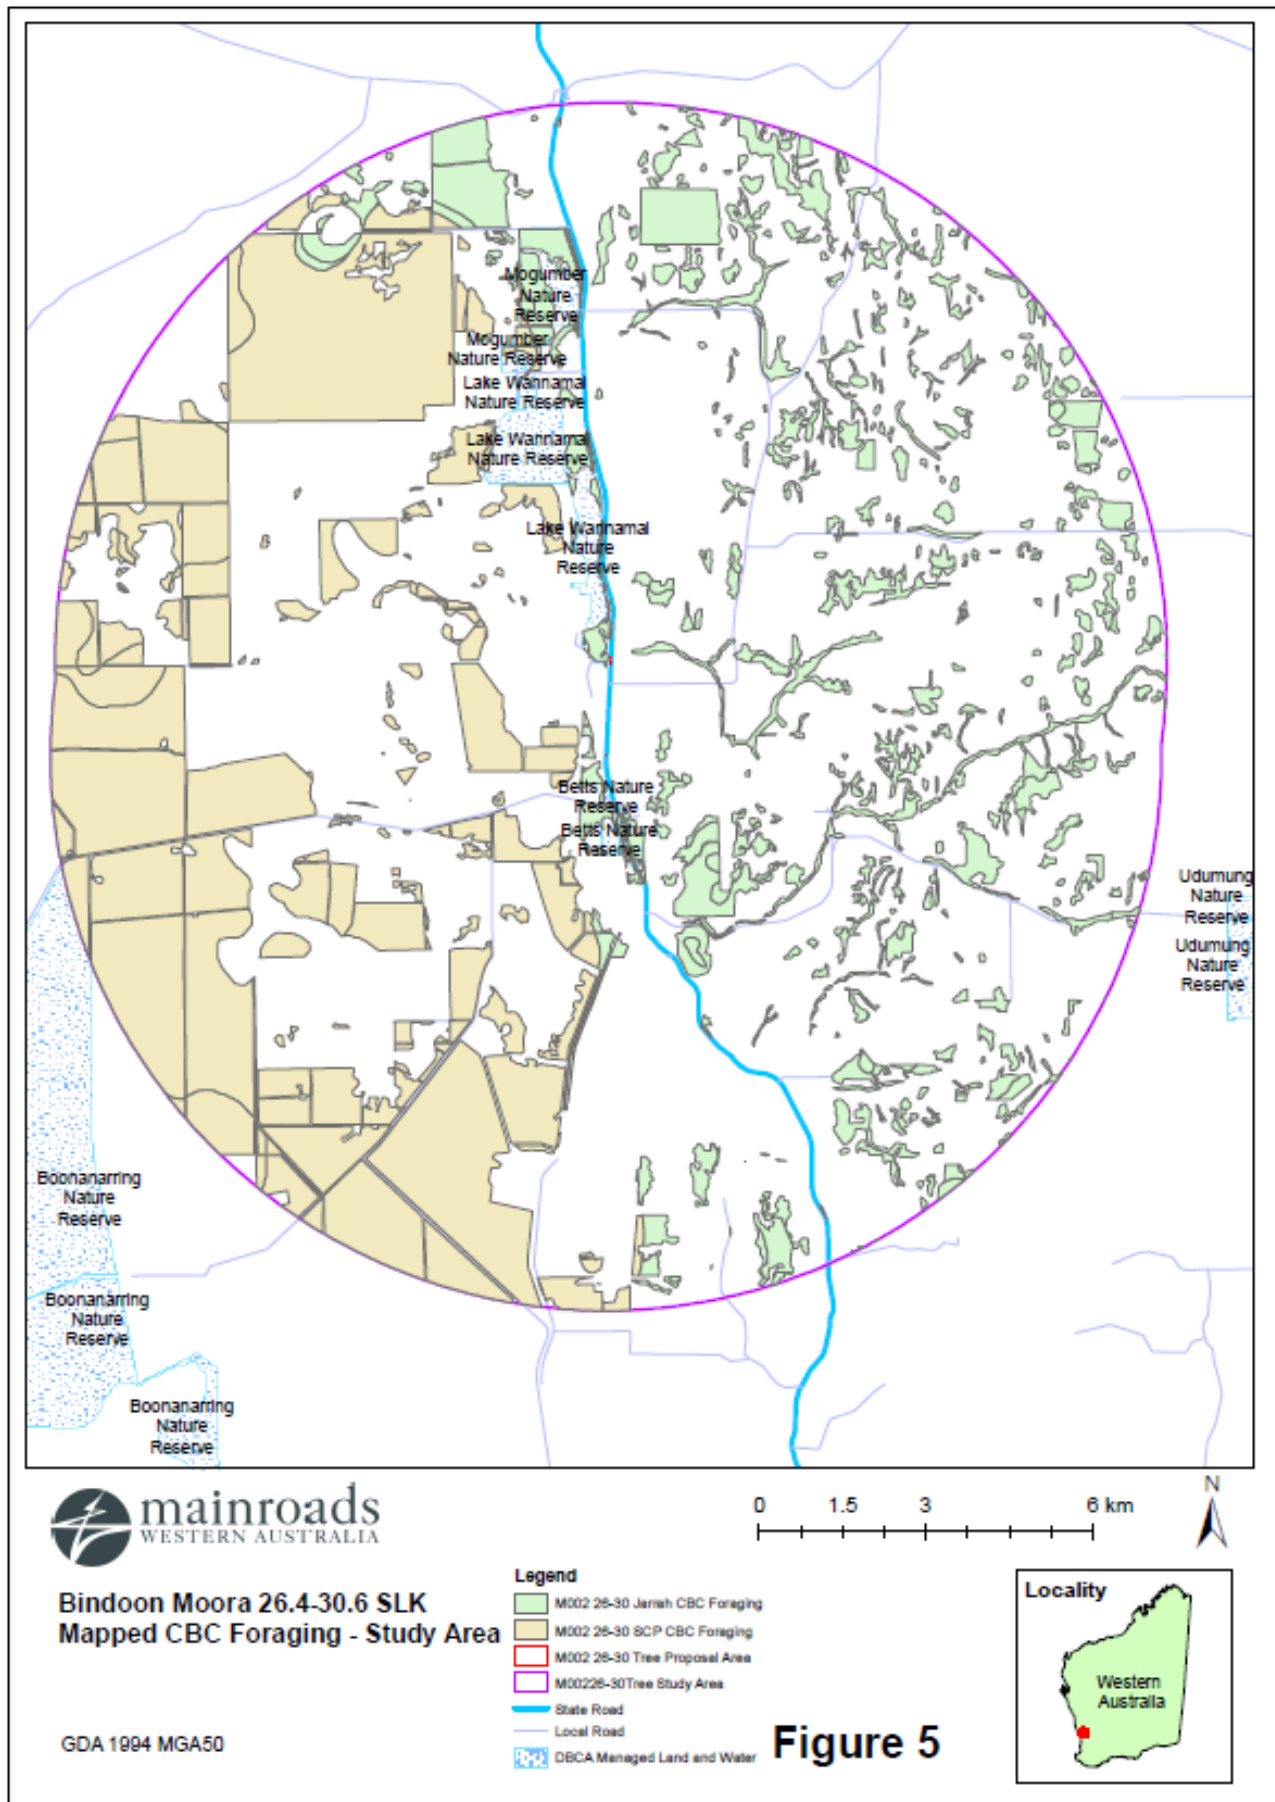 Mogumber
Nature
Reserve
Mogumber
Nature Reserve
Lake Wannamal
Nature Reserve
Lake Wannamal
Nature Reserve
Lake Wannamal
Nature
Reserve
Betts Nature
Reserve
Betts Nature
Reserve
Udumung
Nature
Reserve
Udumung
Nature
Reserve
Boonanarring
Nature
Reserve
Boonanarring
Nature
Reserve
Boonanarring
Nature
Reserve
mainroads
WESTERN AUSTRALIA
0 1.5 3 6 km
N
Bindoon Moora 26.4-30.6 SLK
Mapped CBC Foraging - Study Area
GDA 1994 MGA50
Legend
M002 26-30 Jarrah CBC Foraging
M002 26-30 SCP CBC Foraging
M002 26-30 Tree Proposal Area
M00226-30Tree Study Area
State Road
Local Road
DBCA Managed Land and Water
Figure 5
Locality
Western
Australia